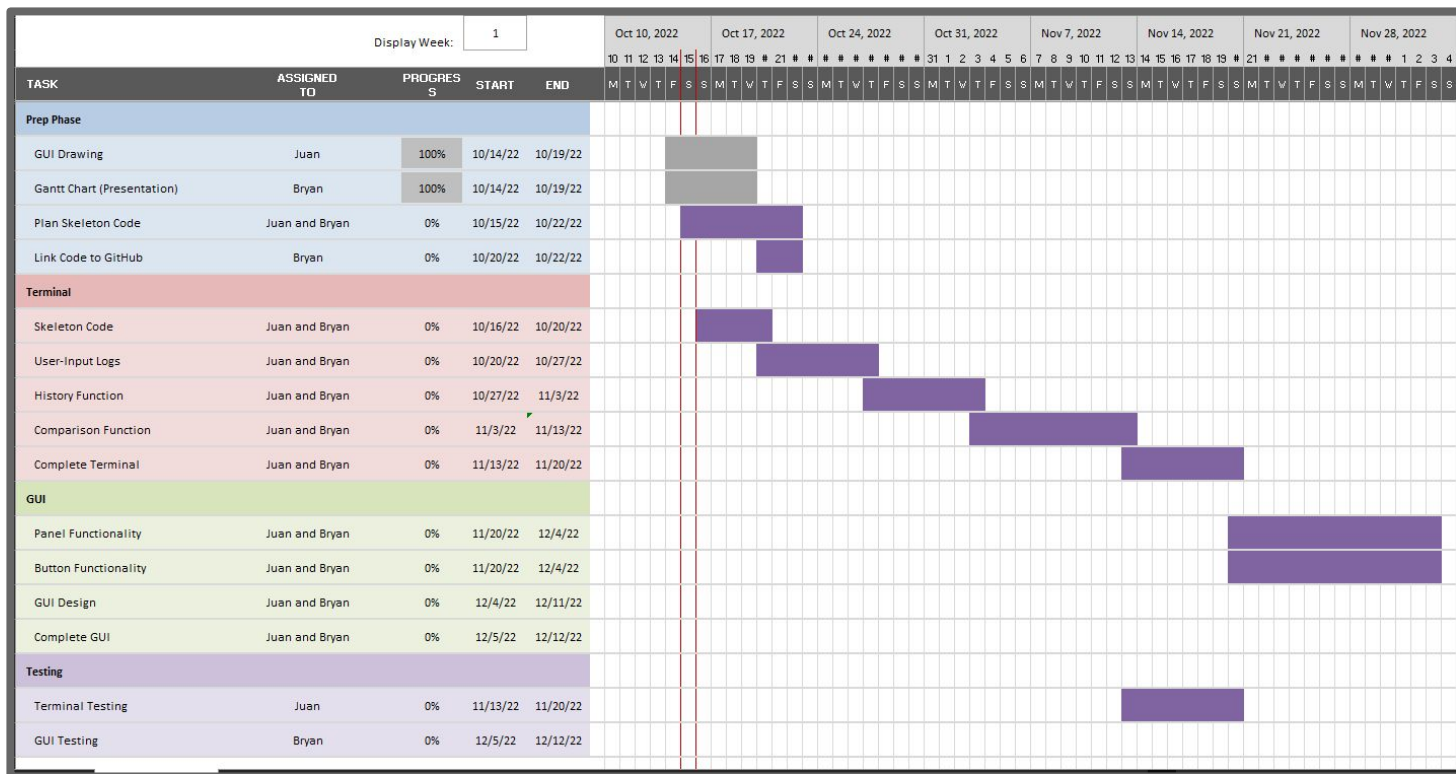 Display Week: 1 Oct 10, 2022 Oct 17, 2022 Oct 24, 2022 Oct 31, 2022 Nov 7, 2022 Nov 14, 2022 Nov 21, 2022 Nov 28, 2022
10 11 12 13 14 15 16 17 18 19 # 21 # # # # # # # # # 31 1 2 3 4 5 6 7 8 9 10 11 12 13 14 15 16 17 18 19 # 21 # # # # # # # # # 1 2 3 4
TASK ASSIGNED TO PROGRESS START END M T W T F S S M T W T F S S M T W T F S S M T W T F S S M T W T F S S M T W T F S S M T W T F S S M T W T F S S
Prep Phase
GUI Drawing Juan 100% 10/14/22 10/19/22
Gantt Chart (Presentation) Bryan 100% 10/14/22 10/19/22
Plan Skeleton Code Juan and Bryan 0% 10/15/22 10/22/22
Link Code to GitHub Bryan 0% 10/20/22 10/22/22
Terminal
Skeleton Code Juan and Bryan 0% 10/16/22 10/20/22
User-Input Logs Juan and Bryan 0% 10/20/22 10/27/22
History Function Juan and Bryan 0% 10/27/22 11/3/22
Comparison Function Juan and Bryan 0% 11/3/22 11/13/22
Complete Terminal Juan and Bryan 0% 11/13/22 11/20/22
GUI
Panel Functionality Juan and Bryan 0% 11/20/22 12/4/22
Button Functionality Juan and Bryan 0% 11/20/22 12/4/22
GUI Design Juan and Bryan 0% 12/4/22 12/11/22
Complete GUI Juan and Bryan 0% 12/5/22 12/12/22
Testing
Terminal Testing Juan 0% 11/13/22 11/20/22
GUI Testing Bryan 0% 12/5/22 12/12/22